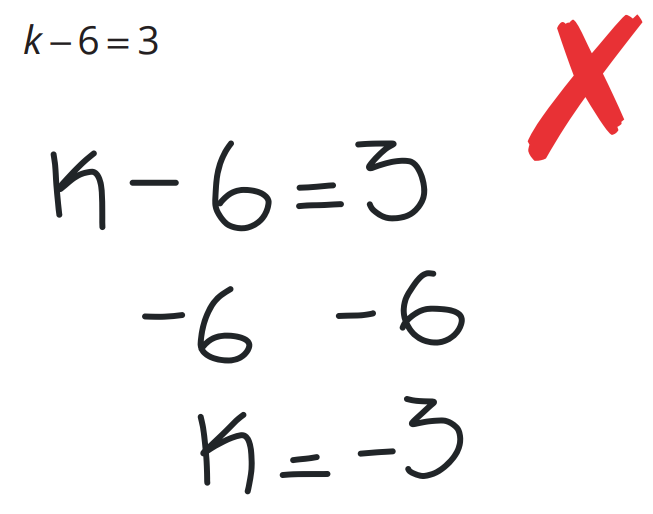 k – 6 = 3
k - 6 = 3
- 6 - 6
k = -3